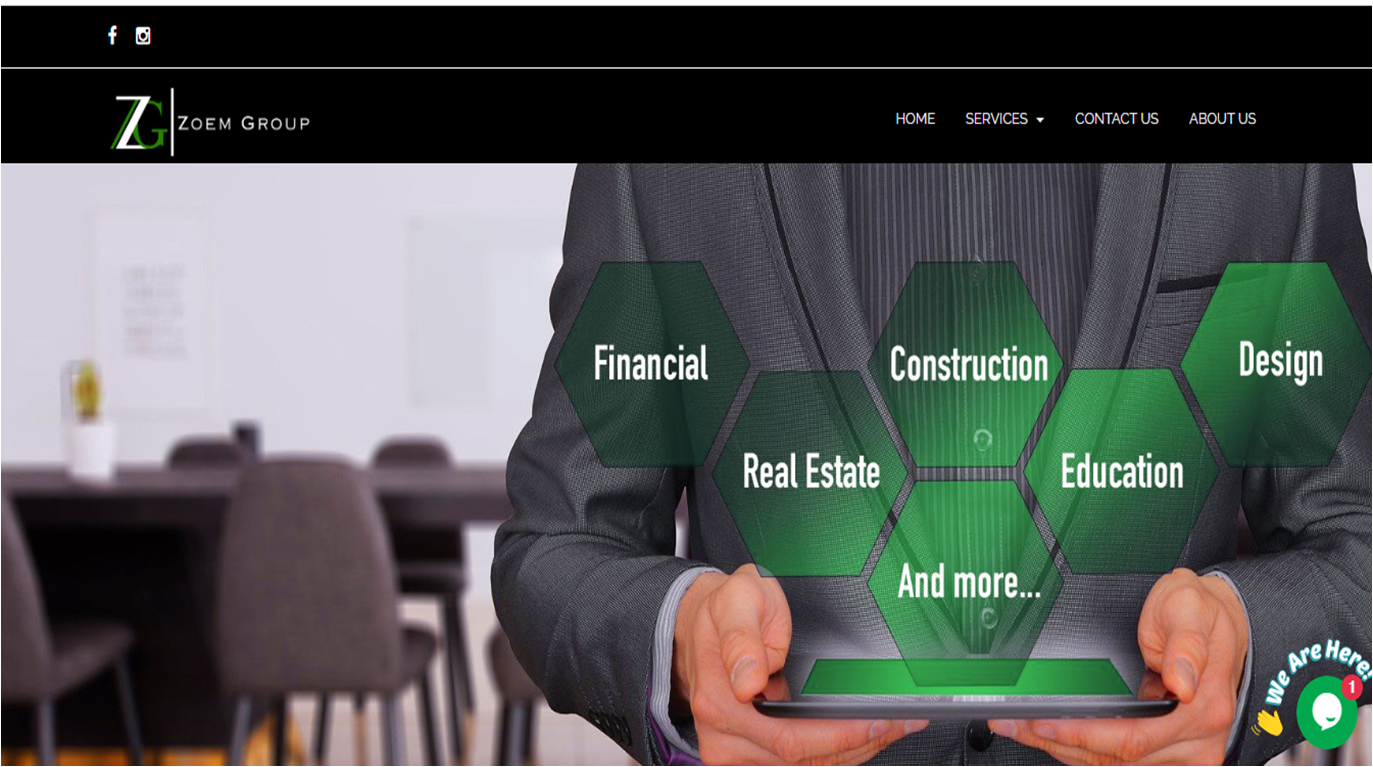 ZG ZOEM GROUP
HOME SERVICES CONTACT US ABOUT US
Financial
Construction
Design
Real Estate
Education
And more...
We Are Here!
1